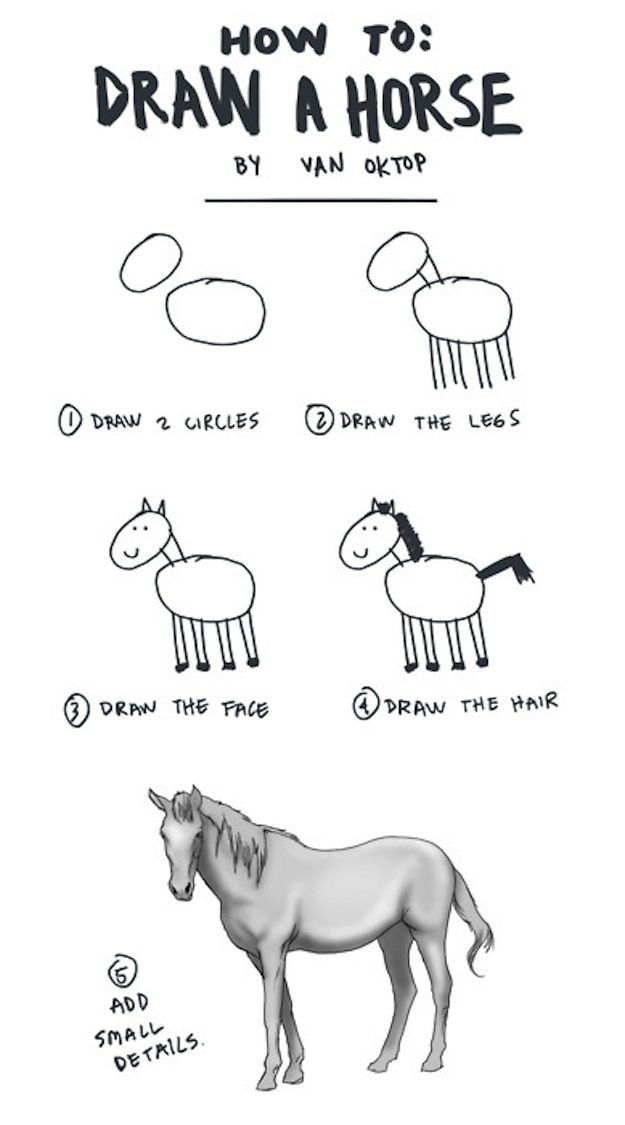 HOW TO:
DRAW A HORSE
BY VAN OKTOP
① DRAW 2 CIRCLES
② DRAW THE LEGS
③ DRAW THE FACE
④ DRAW THE HAIR
⑤
ADD
SMALL
DETAILS.